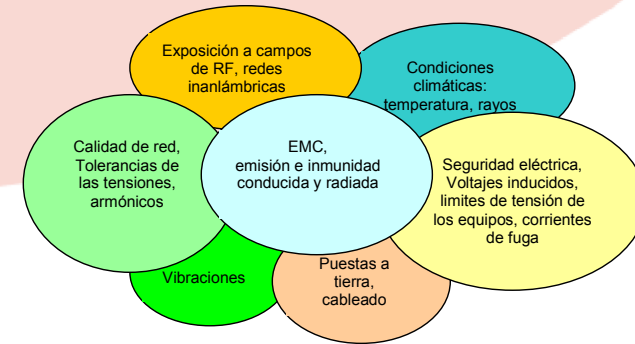 Exposición a campos
de RF, redes
inanlámbricas
Condiciones
climáticas:
temperatura, rayos
Calidad de red,
Tolerancias de
las tensiones,
armónicos
EMC,
emisión e inmunidad
conducida y radiada
Seguridad eléctrica,
Voltajes inducidos,
limites de tensión de
los equipos, corrientes
de fuga
Vibraciones
Puestas a
tierra,
cableado